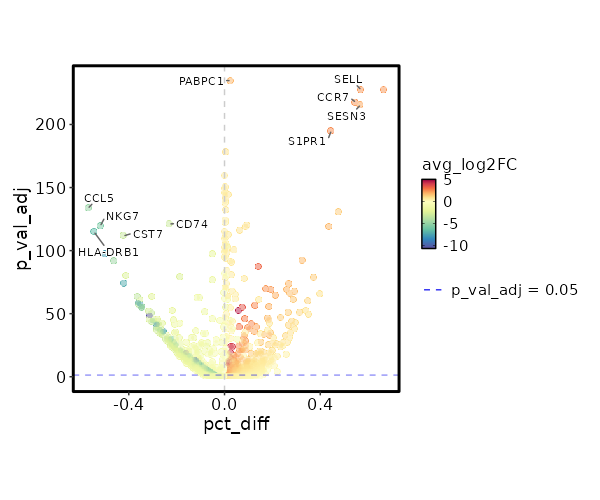 PABPC1
SELL
CCR7
SESN3
S1PR1
CCL5
NKG7
CST7
CD74
HLA-DRB1
200
150
100
50
0
-0.4
0.0
0.4
pct_diff
p_val_adj
avg_log2FC
5
0
-5
-10
p_val_adj = 0.05